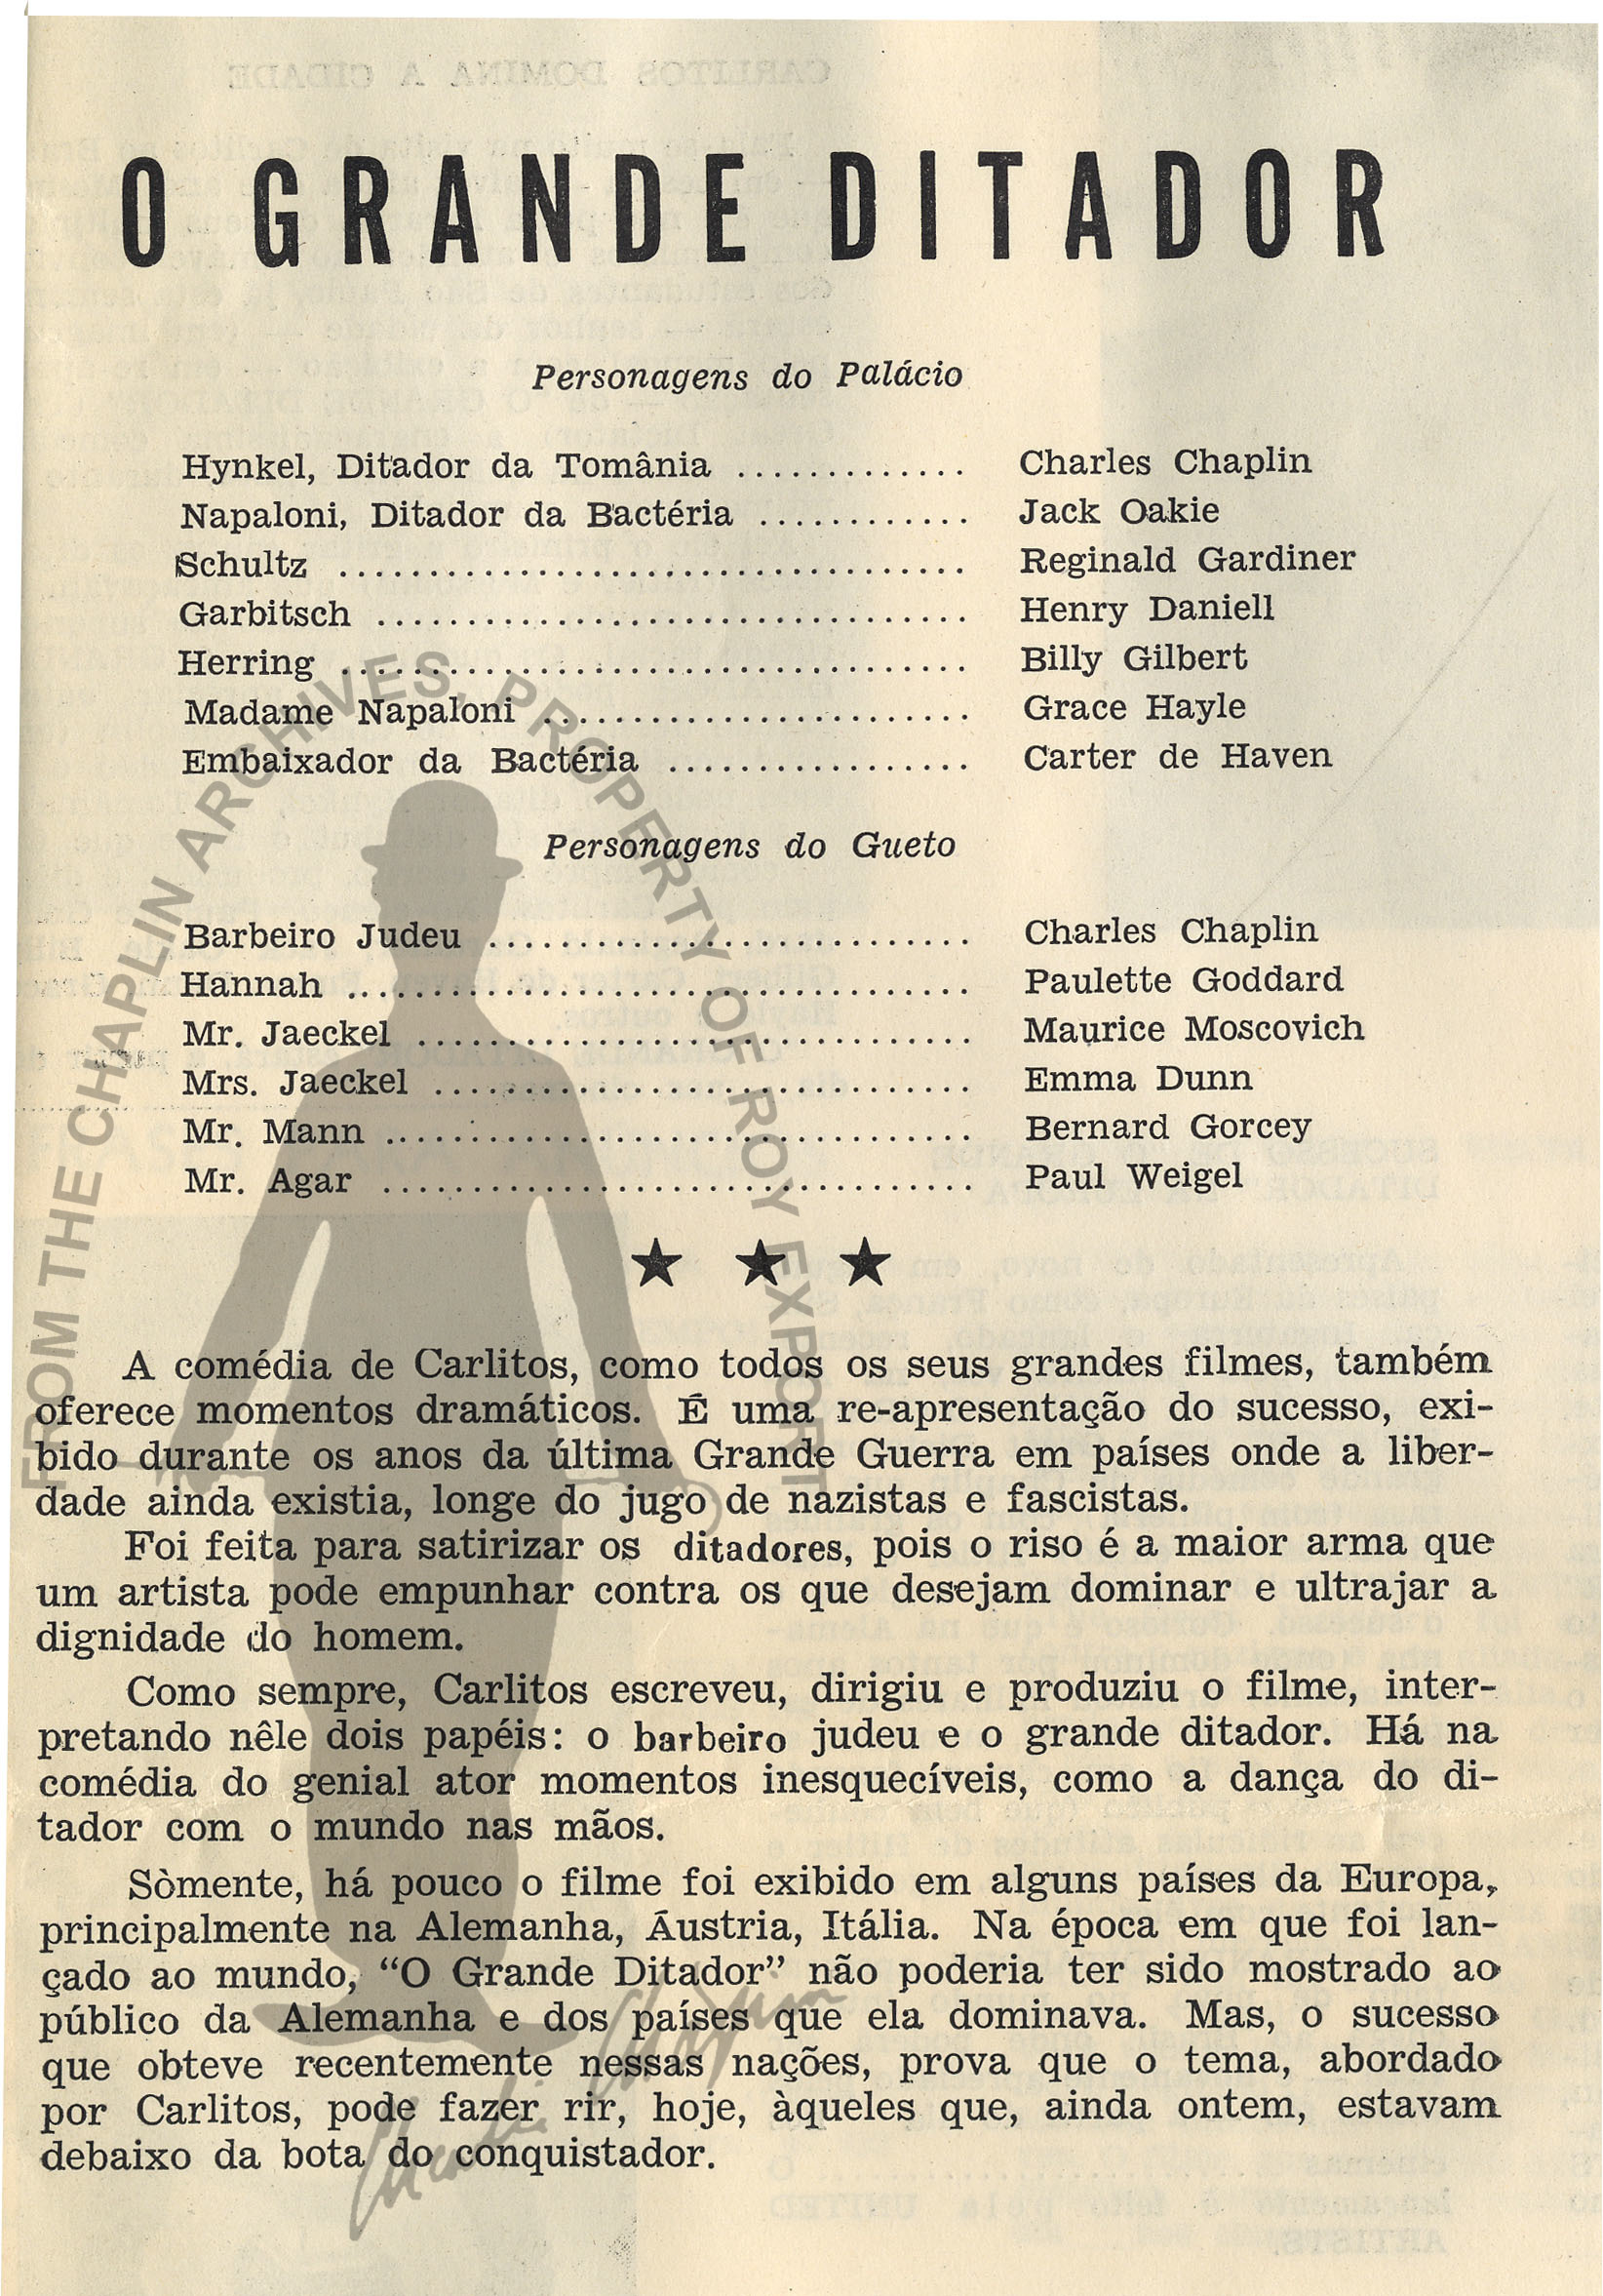 O GRANDE DITADOR
Personagens do Palácio
Hynkel, Ditador da Tomânia ............. Charles Chaplin
Napaloni, Ditador da Bactéria ............ Jack Oakie
Schultz ................................... Reginald Gardiner
Garbitsch ................................. Henry Daniell
Herring ................................... Billy Gilbert
Madame Napaloni ........................ Grace Hayle
Embaixador da Bactéria ................. Carter de Haven
Personagens do Gueto
Barbeiro Judeu ........................... Charles Chaplin
Hannah ................................... Paulette Goddard
Mr. Jaeckel ............................... Maurice Moscovich
Mrs. Jaeckel .............................. Emma Dunn
Mr. Mann ................................. Bernard Gorcey
Mr. Agar ................................. Paul Weigel
★ ★ ★
A comédia de Carlitos, como todos os seus grandes filmes, também
oferece momentos dramáticos. É uma re-apresentação do sucesso, exi-
bido durante os anos da última Grande Guerra em países onde a liber-
dade ainda existia, longe do jugo de nazistas e fascistas.
Foi feita para satirizar os ditadores, pois o riso é a maior arma que
um artista pode empunhar contra os que desejam dominar e ultrajar a
dignidade do homem.
Como sempre, Carlitos escreveu, dirigiu e produziu o filme, inter-
pretando nêle dois papéis: o barbeiro judeu e o grande ditador. Há na
comédia do genial ator momentos inesquecíveis, como a dança do di-
tador com o mundo nas mãos.
Sòmente, há pouco o filme foi exibido em alguns países da Europa,
principalmente na Alemanha, Áustria, Itália. Na época em que foi lan-
çado ao mundo, “O Grande Ditador” não poderia ter sido mostrado ao
público da Alemanha e dos países que ela dominava. Mas, o sucesso
que obteve recentemente nessas nações, prova que o tema, abordado
por Carlitos, pode fazer rir, hoje, àqueles que, ainda ontem, estavam
debaixo da bota do conquistador.
FROM THE CHAPLIN ARCHIVES, PROPERTY OF ROY EXPORT